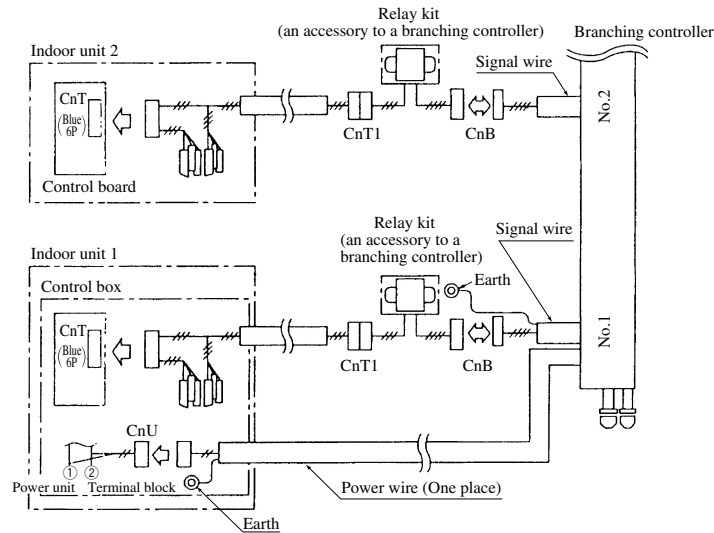 Relay kit
(an accessory to a branching controller)
Branching controller
Indoor unit 2
Signal wire
CnT
(Blue
6P)
No.2
CnT1
CnB
Control board
Relay kit
(an accessory to a
branching controller)
Signal wire
Indoor unit 1
Earth
Control box
CnT
(Blue
6P)
No.1
CnT1
CnB
CnU
① ②
Power unit
Terminal block
Power wire (One place)
Earth